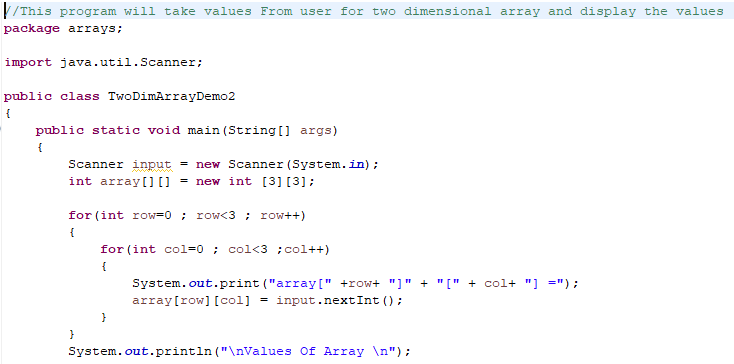 //This program will take values From user for two dimensional array and display the values
package arrays;
import java.util.Scanner;
public class TwoDimArrayDemo2
{
public static void main(String[] args)
{
Scanner input = new Scanner(System.in);
int array[][] = new int [3][3];
for(int row=0 ; row<3 ; row++)
{
for(int col=0 ; col<3 ;col++)
{
System.out.print("array[" +row+ "]" + "[" + col+ "] =");
array[row][col] = input.nextInt();
}
}
System.out.println("\nValues Of Array \n");